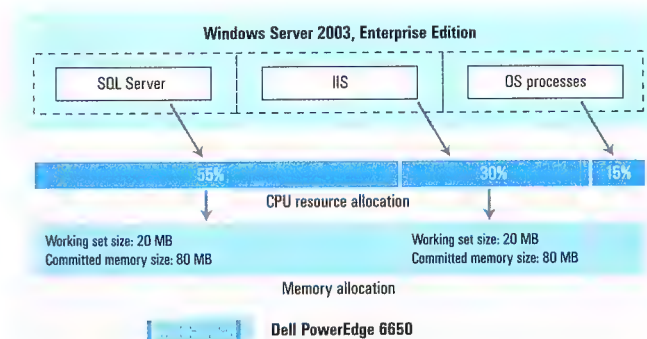 Windows Server 2003, Enterprise Edition
SQL Server
IIS
OS processes
55%
30%
15%
CPU resource allocation
Working set size: 20 MB
Committed memory size: 80 MB
Working set size: 20 MB
Committed memory size: 80 MB
Memory allocation
Dell PowerEdge 6650